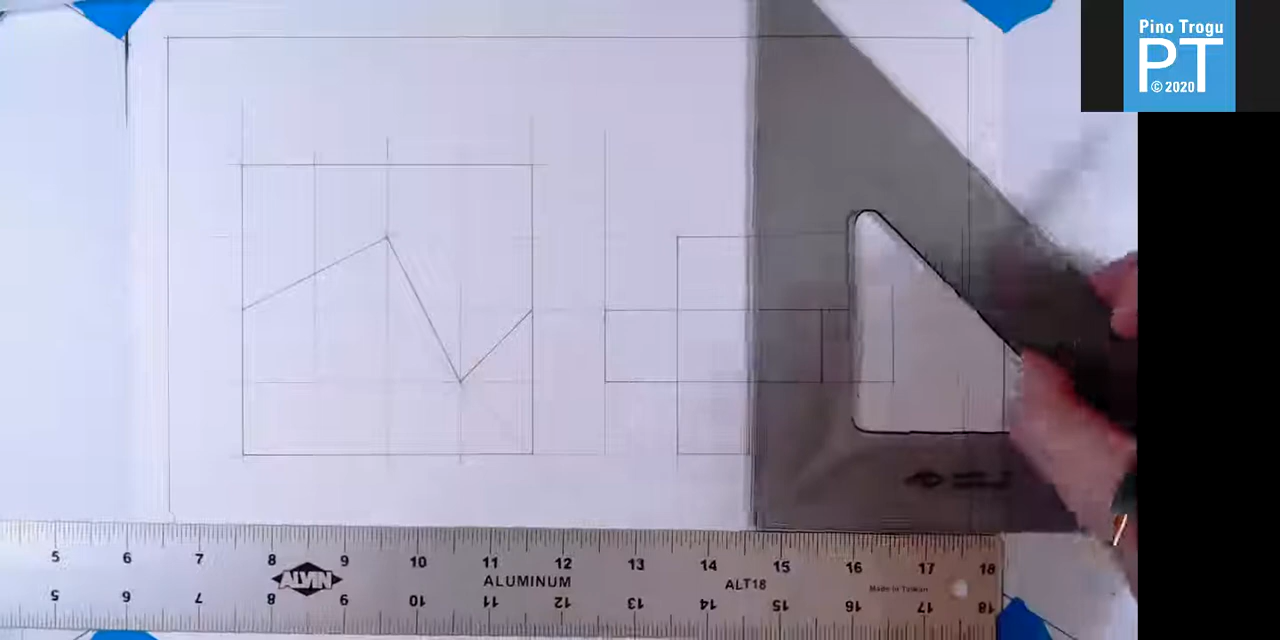 Pino Trogu
PT
©2020
5 6 7 8 9 10 11 12 13 14 15 16 17 18
ALVIN
ALUMINUM
ALT18
Made in Taiwan
5 6 7 8 9 10 11 12 13 14 15 16 17 18